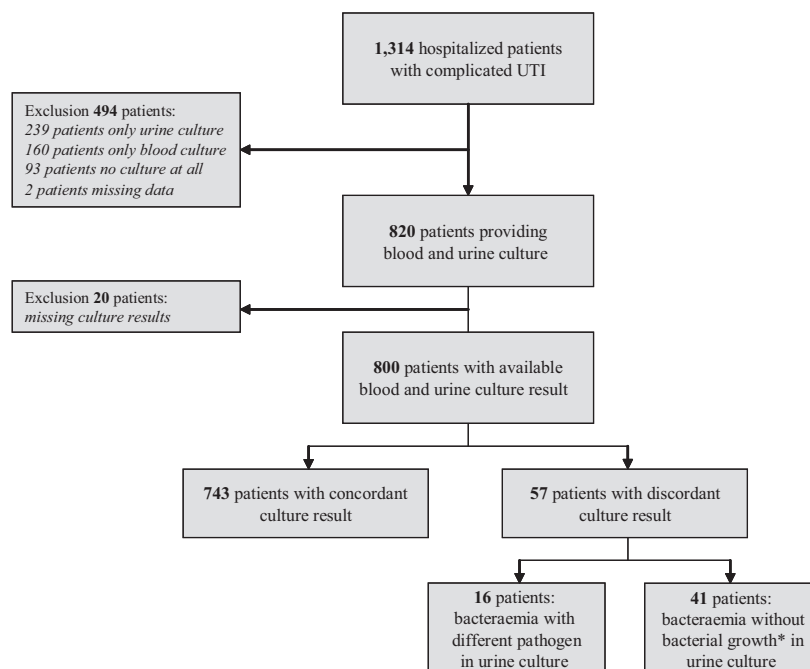 1,314 hospitalized patients
with complicated UTI
Exclusion 494 patients:
239 patients only urine culture
160 patients only blood culture
93 patients no culture at all
2 patients missing data
820 patients providing
blood and urine culture
Exclusion 20 patients:
missing culture results
800 patients with available
blood and urine culture result
743 patients with concordant
culture result
57 patients with discordant
culture result
16 patients:
bacteraemia with
different pathogen
in urine culture
41 patients:
bacteraemia without
bacterial growth* in
urine culture